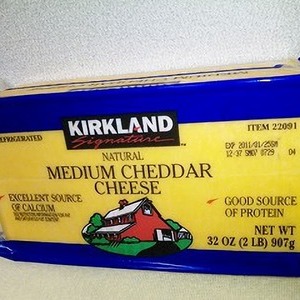 KIRKLAND
Signature™
REFRIGERATED
ITEM 22091
NATURAL
MEDIUM CHEDDAR
CHEESE
EXCELLENT SOURCE
OF CALCIUM
GOOD SOURCE
OF PROTEIN
NET WT
32 OZ (2 LB) 907g